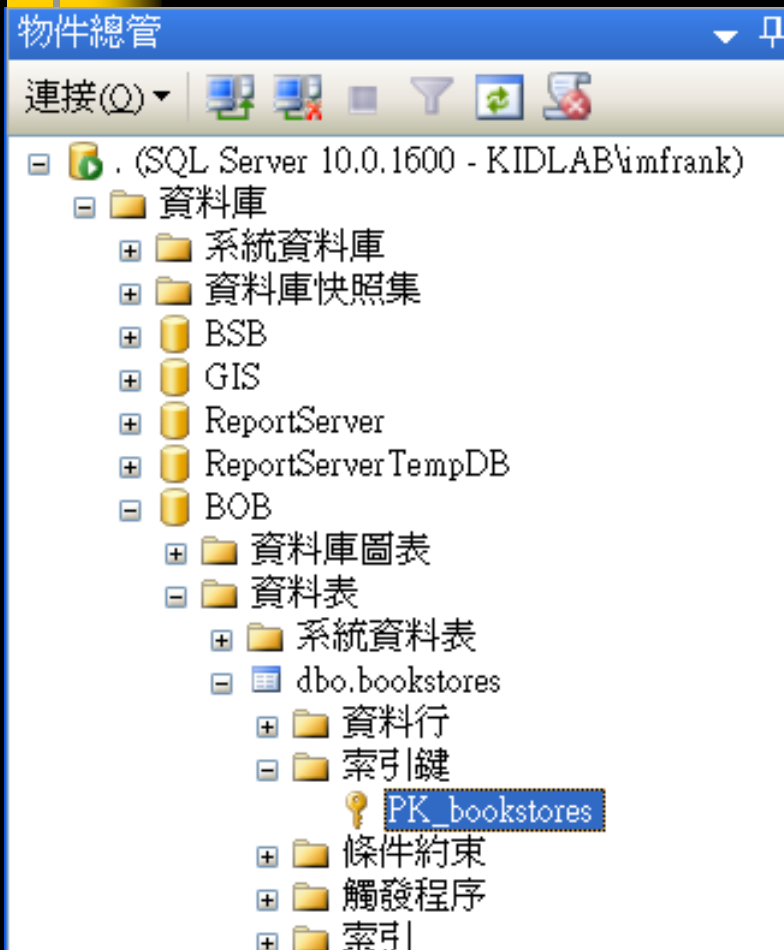 物件總管
連接(O)
. (SQL Server 10.0.1600 - KIDLAB\imfrank)
資料庫
系統資料庫
資料庫快照集
BSB
GIS
ReportServer
ReportServerTempDB
BOB
資料庫圖表
資料表
系統資料表
dbo.bookstores
資料行
索引鍵
PK_bookstores
條件約束
觸發程序
索引